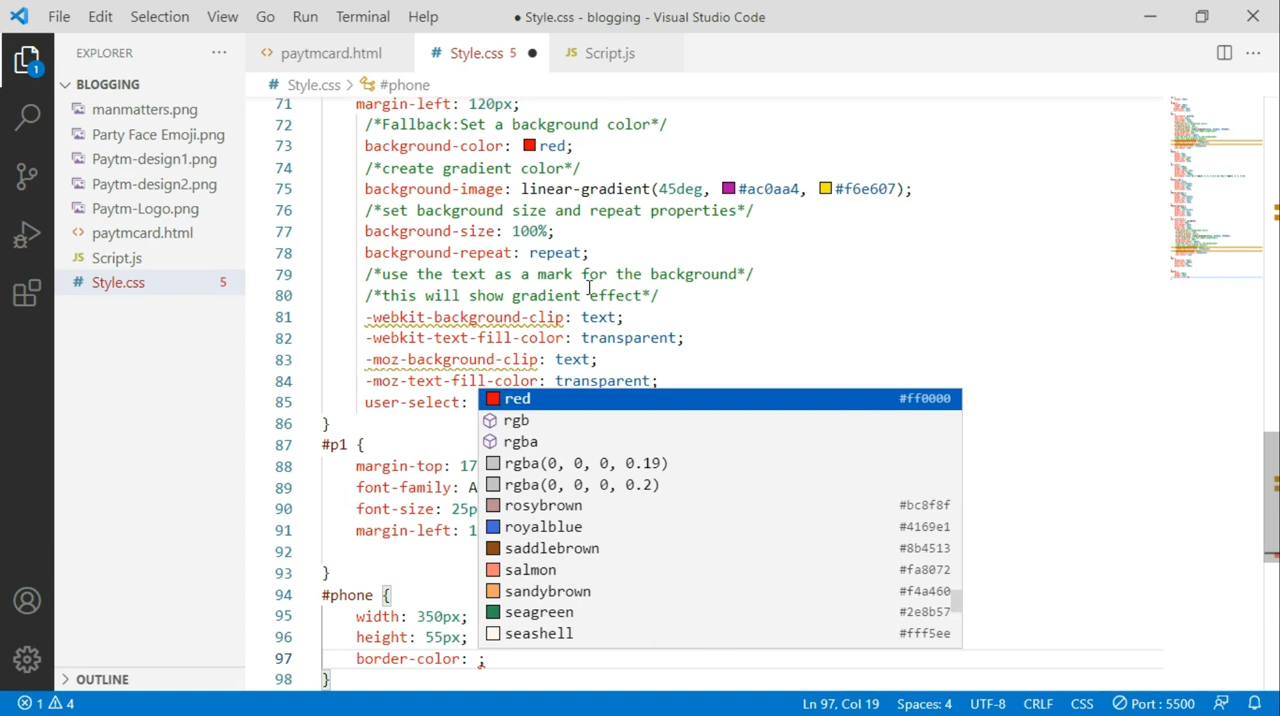 File Edit Selection View Go Run Terminal Help
● Style.css - blogging - Visual Studio Code
EXPLORER ···
<> paytmcard.html
# Style.css 5 ●
JS Script.js
···
1
BLOGGING
# Style.css > #phone
manmatters.png
Party Face Emoji.png
Paytm-design1.png
Paytm-design2.png
Paytm-Logo.png
<> paytmcard.html
JS Script.js
# Style.css 5
71 margin-left: 120px;
72 /*Fallback:Set a background color*/
73 background-color: red;
74 /*create gradient color*/
75 background-image: linear-gradient(45deg, #ac0aa4, #f6e607);
76 /*set background size and repeat properties*/
77 background-size: 100%;
78 background-repeat: repeat;
79 /*use the text as a mark for the background*/
80 /*this will show gradient effect*/
81 -webkit-background-clip: text;
82 -webkit-text-fill-color: transparent;
83 -moz-background-clip: text;
84 -moz-text-fill-color: transparent;
85 user-select:
86 }
87 #p1 {
88 margin-top: 17
89 font-family: A
90 font-size: 25p
91 margin-left: 1
92
93 }
94 #phone {
95 width: 350px;
96 height: 55px;
97 border-color: ;
98 }
red #ff0000
rgb
rgba
rgba(0, 0, 0, 0.19)
rgba(0, 0, 0, 0.2)
rosybrown #bc8f8f
royalblue #4169e1
saddlebrown #8b4513
salmon #fa8072
sandybrown #f4a460
seagreen #2e8b57
seashell #fff5ee
OUTLINE
1 4
Ln 97, Col 19 Spaces: 4 UTF-8 CRLF CSS Port : 5500